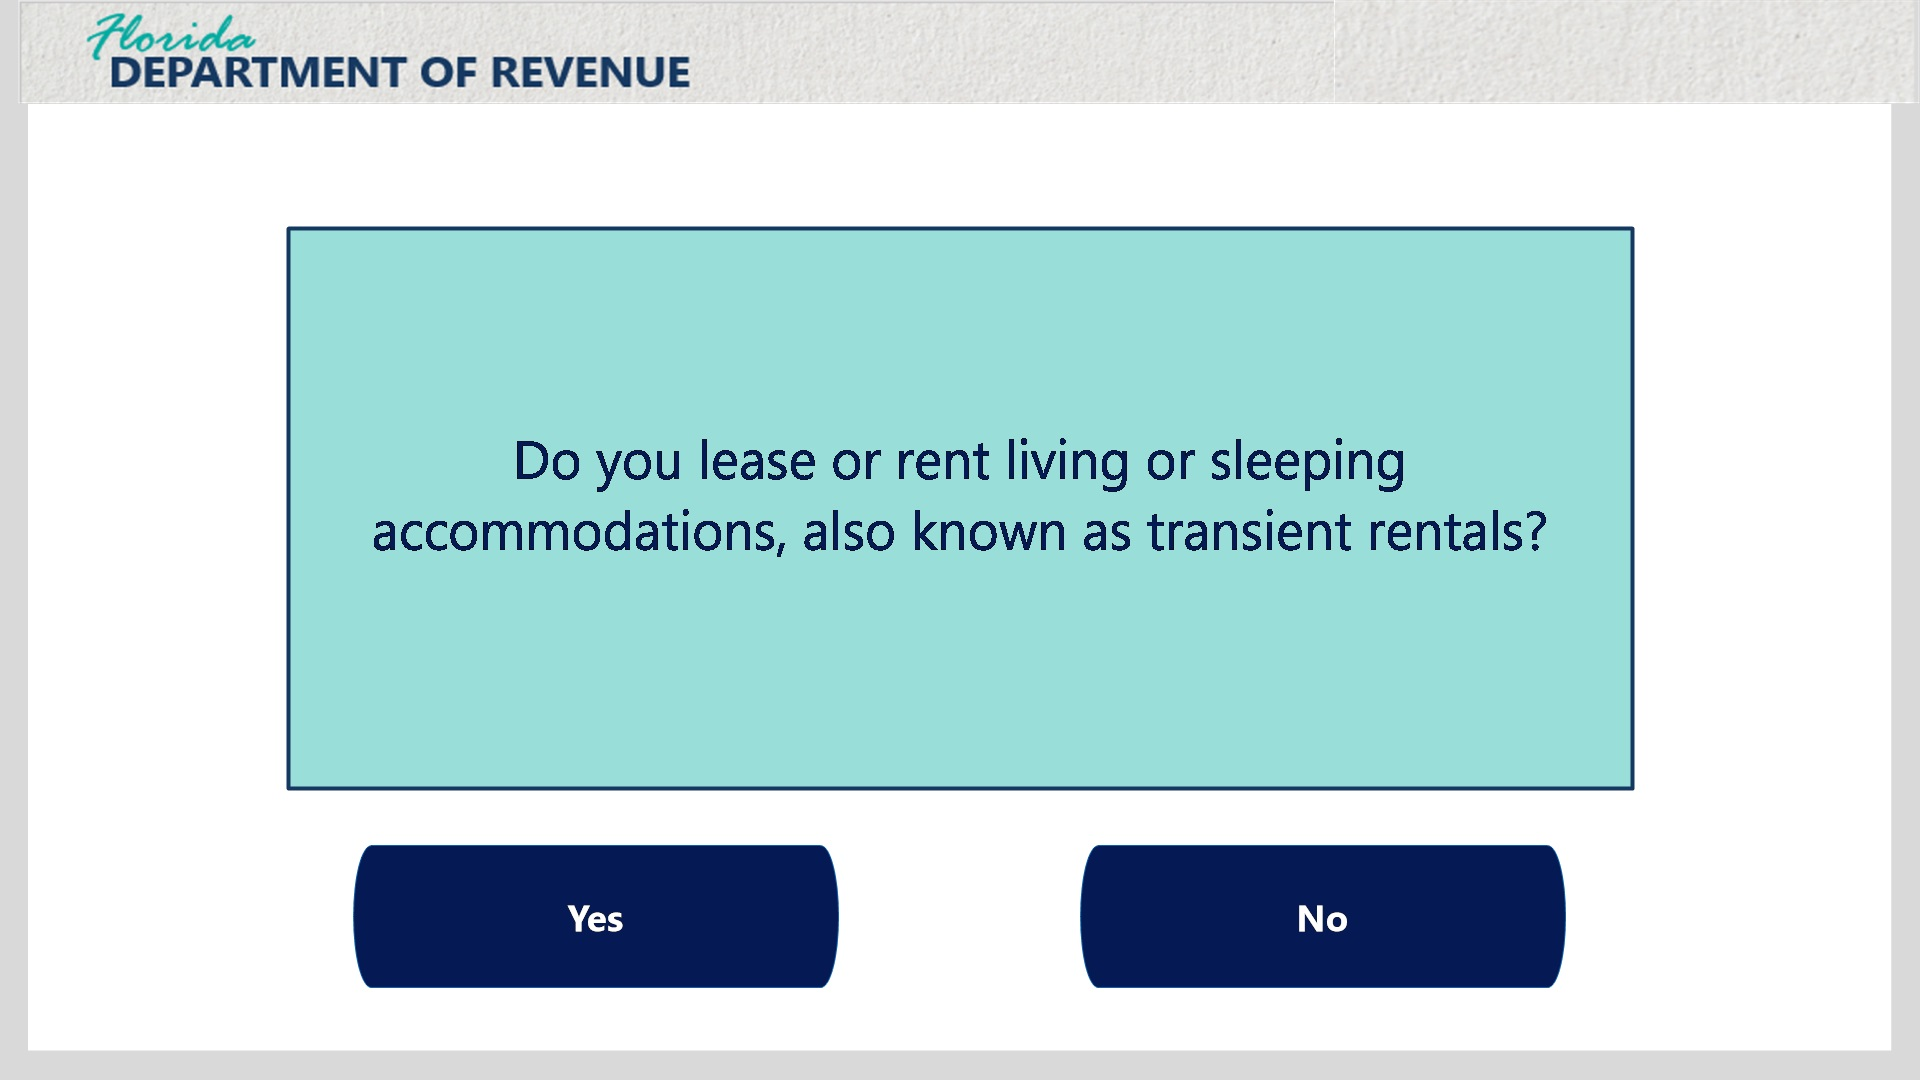 Florida
DEPARTMENT OF REVENUE
Do you lease or rent living or sleeping
accommodations, also known as transient rentals?
Yes
No